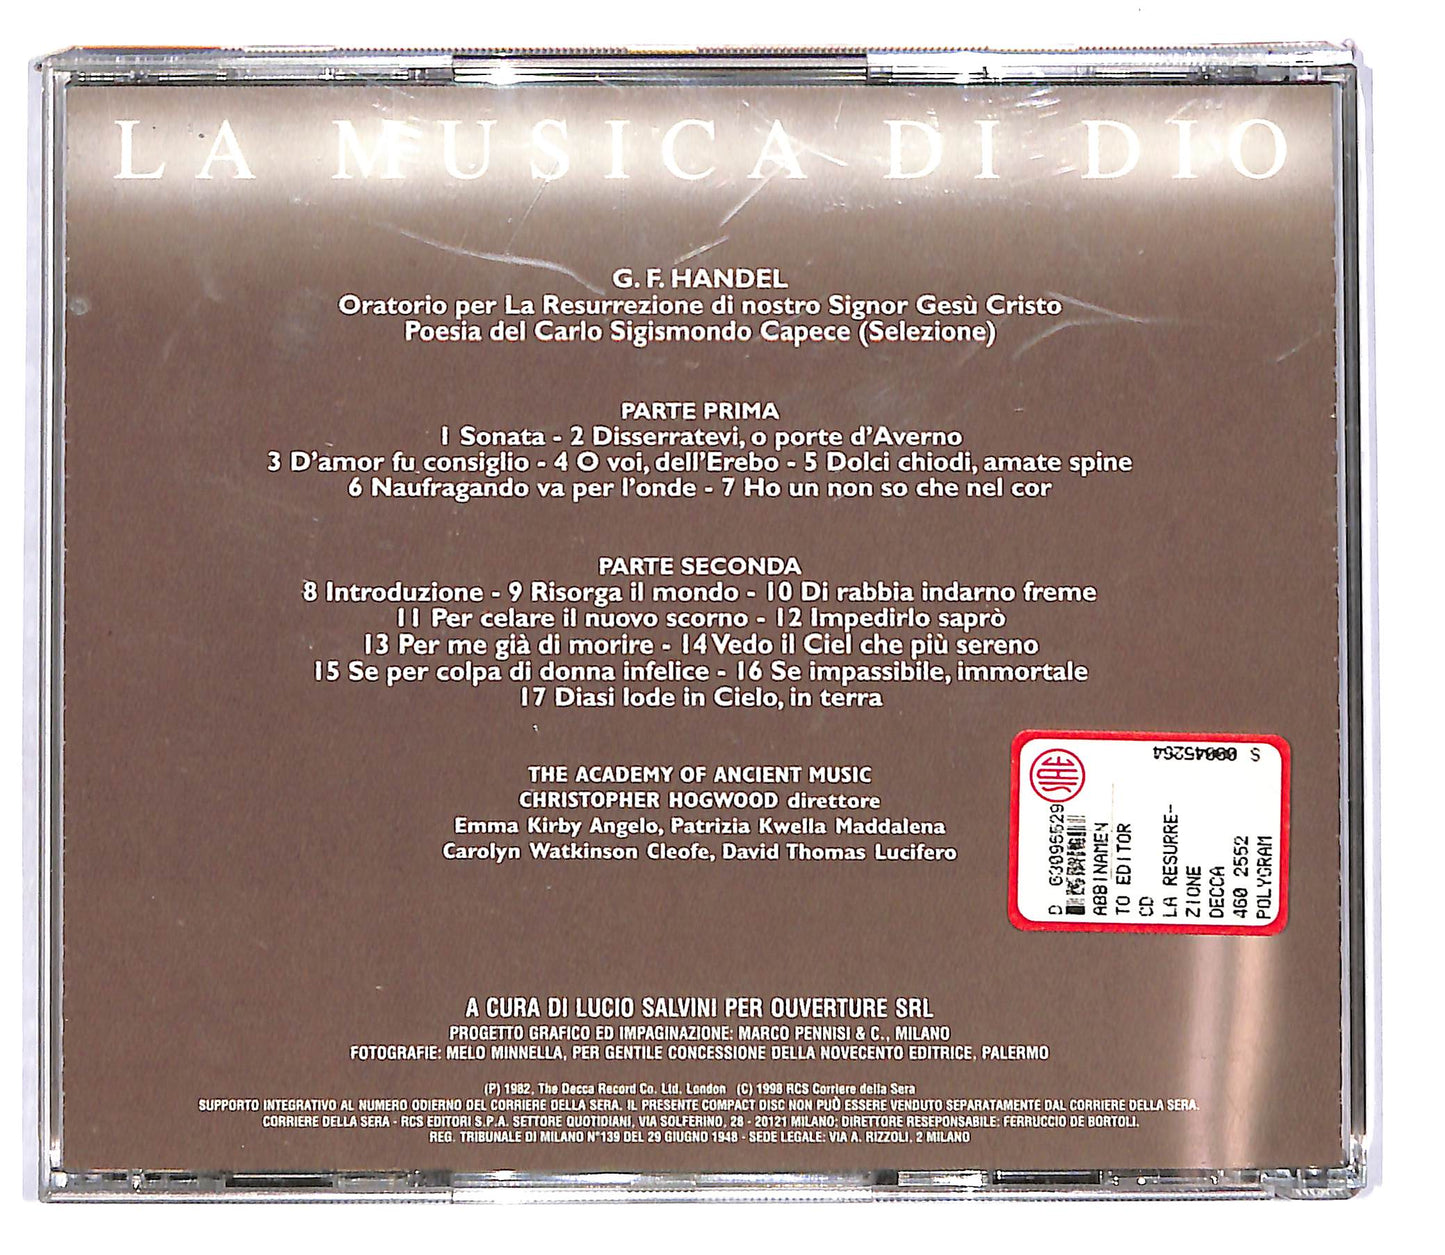 LA MUSICA DI DIO
G. F. HANDEL
Oratorio per La Resurrezione di nostro Signor Gesù Cristo
Poesia del Carlo Sigismondo Capece (Selezione)
PARTE PRIMA
1 Sonata - 2 Disserratevi, o porte d'Averno
3 D'amor fu consiglio - 4 O voi, dell'Erebo - 5 Dolci chiodi, amate spine
6 Naufragando va per l'onde - 7 Ho un non so che nel cor
PARTE SECONDA
8 Introduzione - 9 Risorga il mondo - 10 Di rabbia indarno freme
11 Per celare il nuovo scorno - 12 Impedirlo saprò
13 Per me già di morire - 14 Vedo il Ciel che più sereno
15 Se per colpa di donna infelice - 16 Se impassibile, immortale
17 Diasi lode in Cielo, in terra
THE ACADEMY OF ANCIENT MUSIC
CHRISTOPHER HOGWOOD direttore
Emma Kirby Angelo, Patrizia Kwella Maddalena
Carolyn Watkinson Cleofe, David Thomas Lucifero
S 00045264
SIAE
D 63096529
ABBINAMEN
TO EDITOR
CD
LA RESURRE-
ZIONE
DECCA
460 2552
POLYGRAM
A CURA DI LUCIO SALVINI PER OUVERTURE SRL
PROGETTO GRAFICO ED IMPAGINAZIONE: MARCO PENNISI & C., MILANO
FOTOGRAFIE: MELO MINNELLA, PER GENTILE CONCESSIONE DELLA NOVECENTO EDITRICE, PALERMO
(P) 1982, The Decca Record Co. Ltd. London (C) 1998 RCS Corriere della Sera
SUPPORTO INTEGRATIVO AL NUMERO ODIERNO DEL CORRIERE DELLA SERA. IL PRESENTE COMPACT DISC NON PUÒ ESSERE VENDUTO SEPARATAMENTE DAL CORRIERE DELLA SERA.
CORRIERE DELLA SERA - RCS EDITORI S.P.A. SETTORE QUOTIDIANI, VIA SOLFERINO, 28 - 20121 MILANO; DIRETTORE RESEPONSABILE: FERRUCCIO DE BORTOLI.
REG. TRIBUNALE DI MILANO N°139 DEL 29 GIUGNO 1948 - SEDE LEGALE: VIA A. RIZZOLI, 2 MILANO